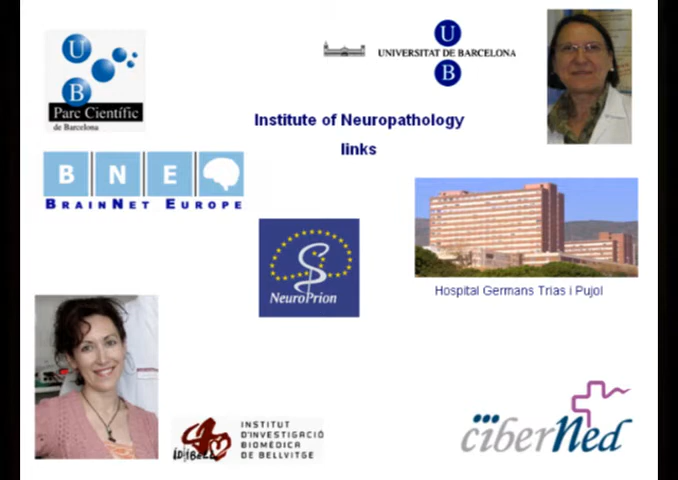 U
B
Parc Científic
de Barcelona
U
UNIVERSITAT DE BARCELONA
B
Institute of Neuropathology
links
B N E
BRAINNET EUROPE
NeuroPrion
Hospital Germans Trias i Pujol
IDIBELL
INSTITUT
D'INVESTIGACIÓ
BIOMÈDICA
DE BELLVITGE
ciberned